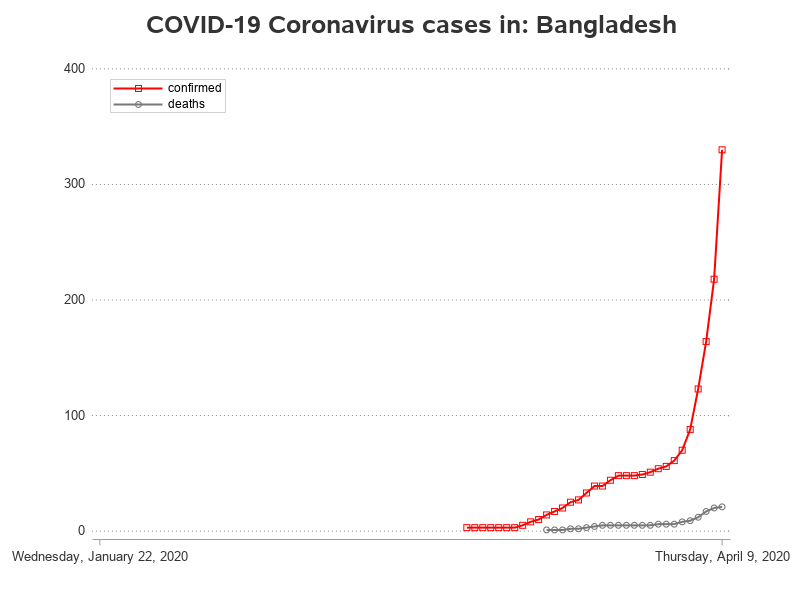 COVID-19 Coronavirus cases in: Bangladesh
400
confirmed
deaths
300
200
100
0
Wednesday, January 22, 2020 Thursday, April 9, 2020